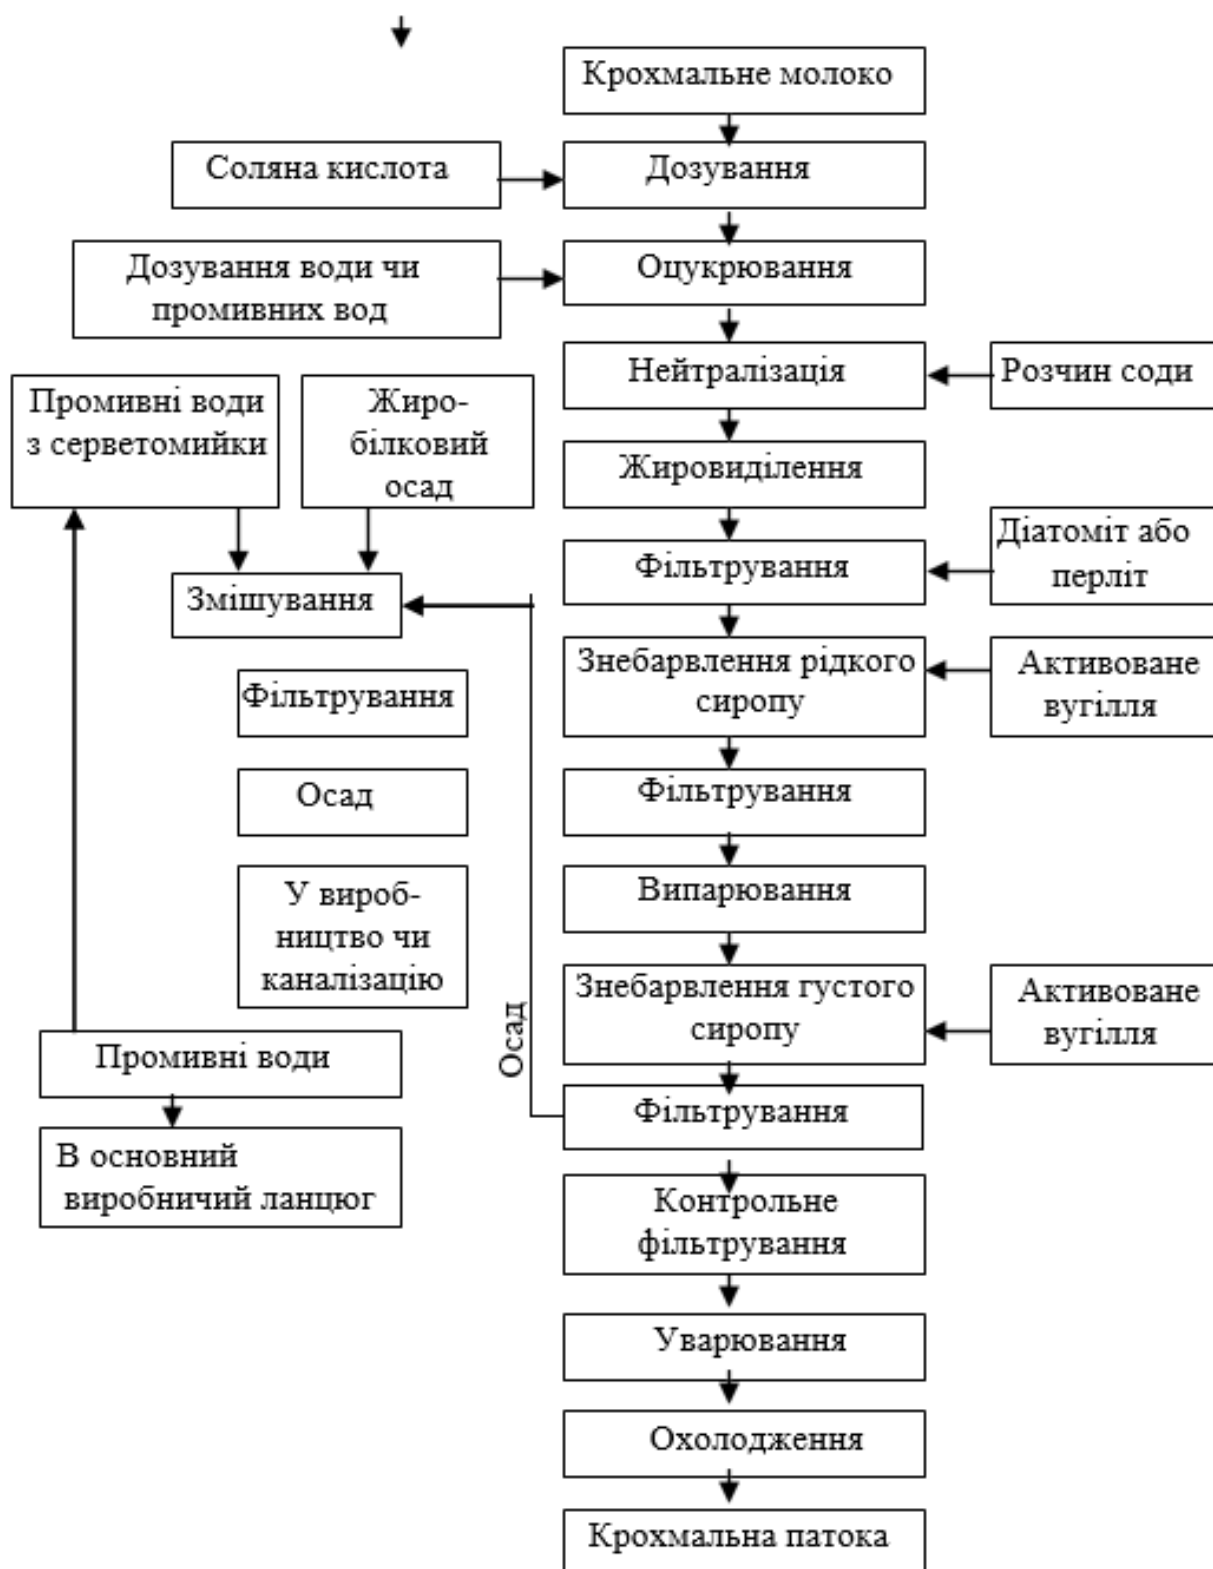 Крохмальне молоко
Соляна кислота
Дозування
Дозування води чи
промивних вод
Оцукрювання
Нейтралізація
Розчин соди
Промивні води
з серветомийки
Жиро-
білковий
осад
Жировиділення
Фільтрування
Діатоміт або
перліт
Змішування
Знебарвлення рідкого
сиропу
Активоване
вугілля
Фільтрування
Осад
Фільтрування
У вироб-
ництво чи
каналізацію
Випарювання
Знебарвлення густого
сиропу
Активоване
вугілля
Осад
Промивні води
Фільтрування
В основний
виробничий ланцюг
Контрольне
фільтрування
Уварювання
Охолодження
Крохмальна патока